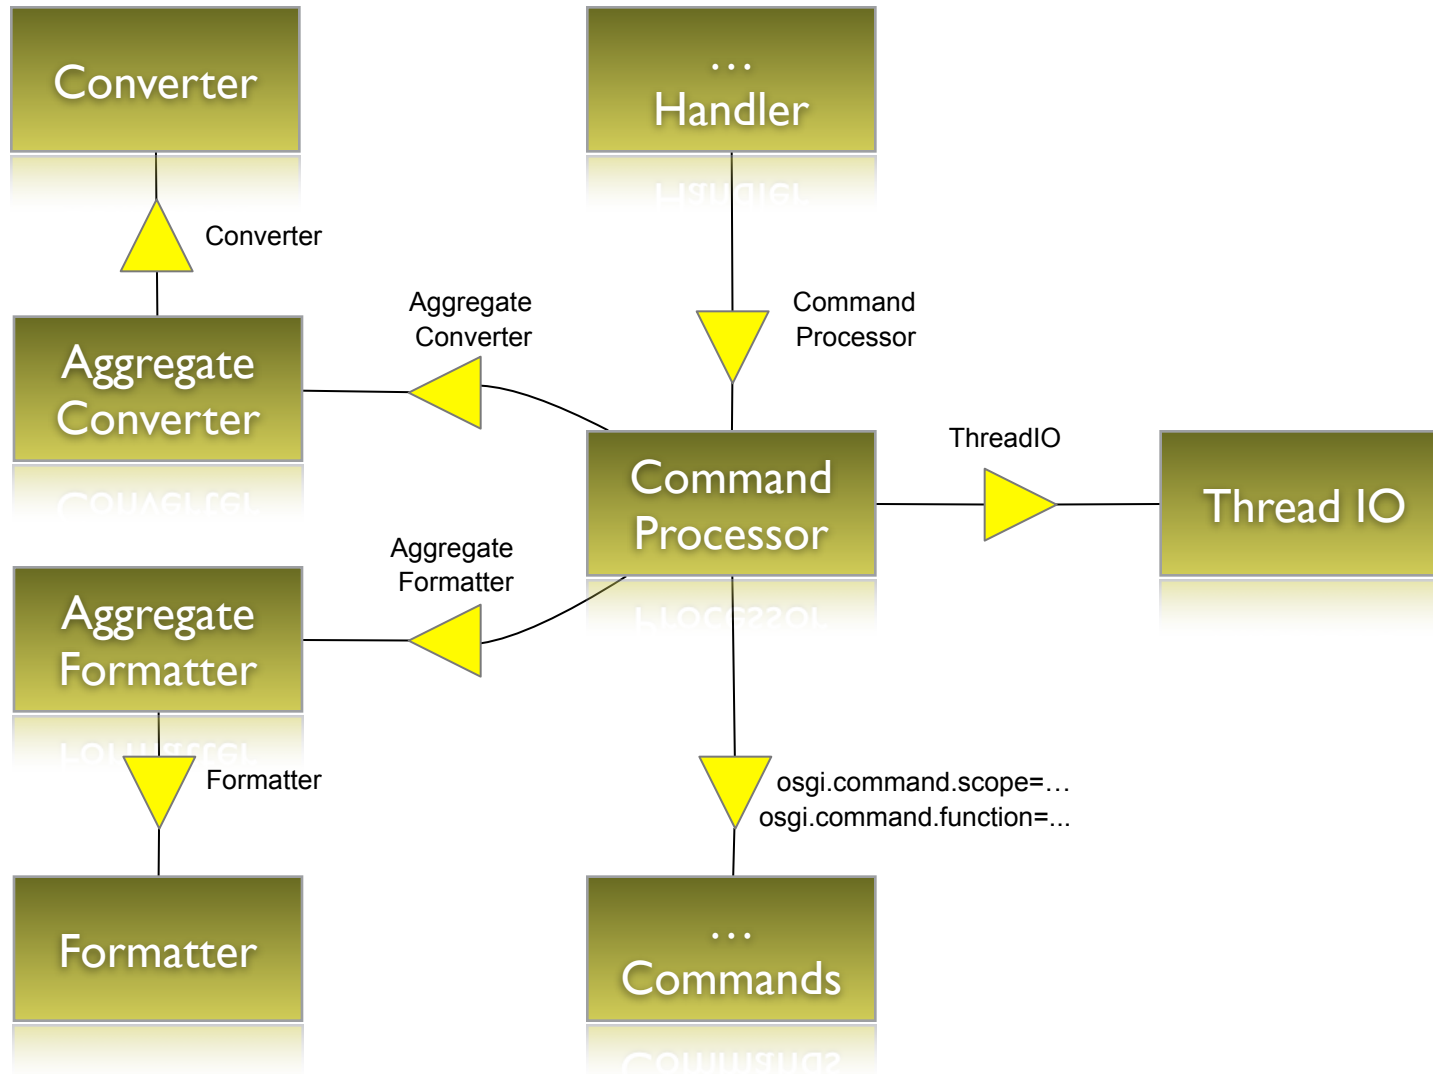 Converter
…
Handler
Converter
Aggregate
Converter
Command
Processor
Aggregate
Converter
ThreadIO
Command
Processor
Thread IO
Aggregate
Formatter
Aggregate
Formatter
Formatter
osgi.command.scope=…
osgi.command.function=...
Formatter
…
Commands